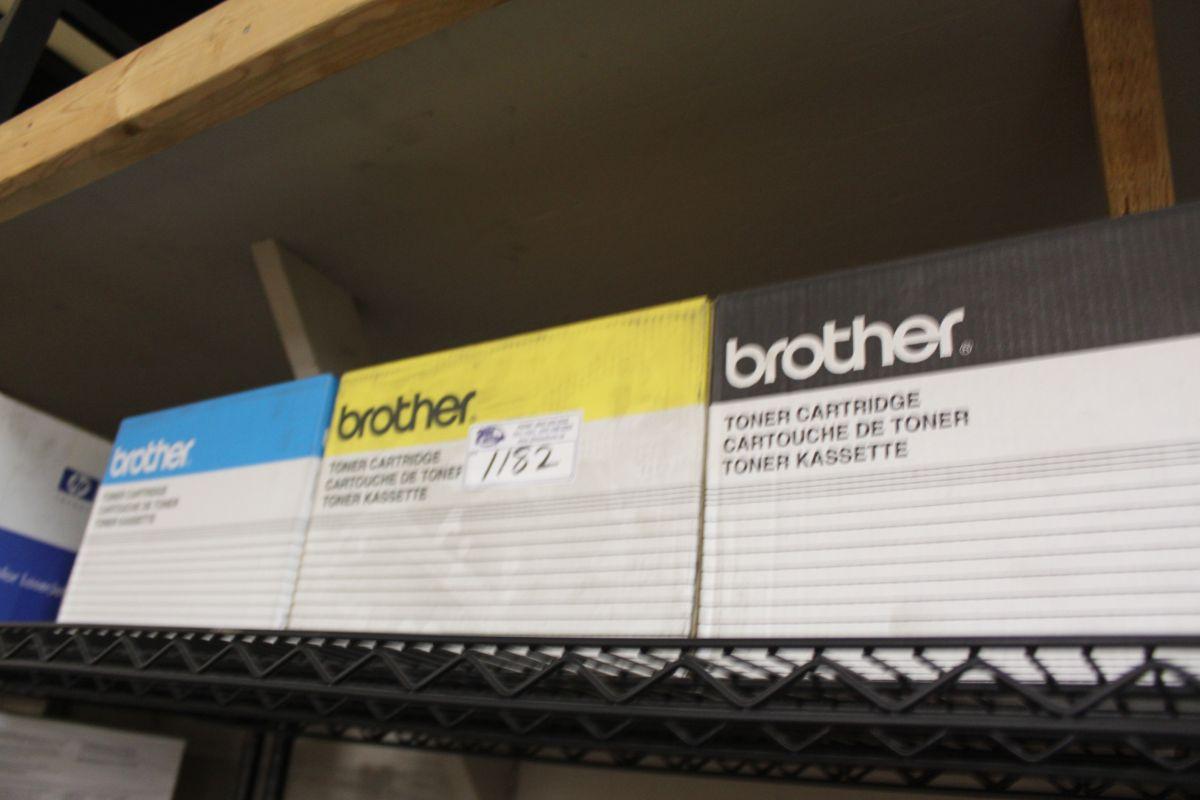 brother
TONER CARTRIDGE
CARTOUCHE DE TONER
TONER KASSETTE
brother®
TONER CARTRIDGE
CARTOUCHE DE TONER
TONER KASSETTE
1182
brother®
TONER CARTRIDGE
CARTOUCHE DE TONER
TONER KASSETTE
hp